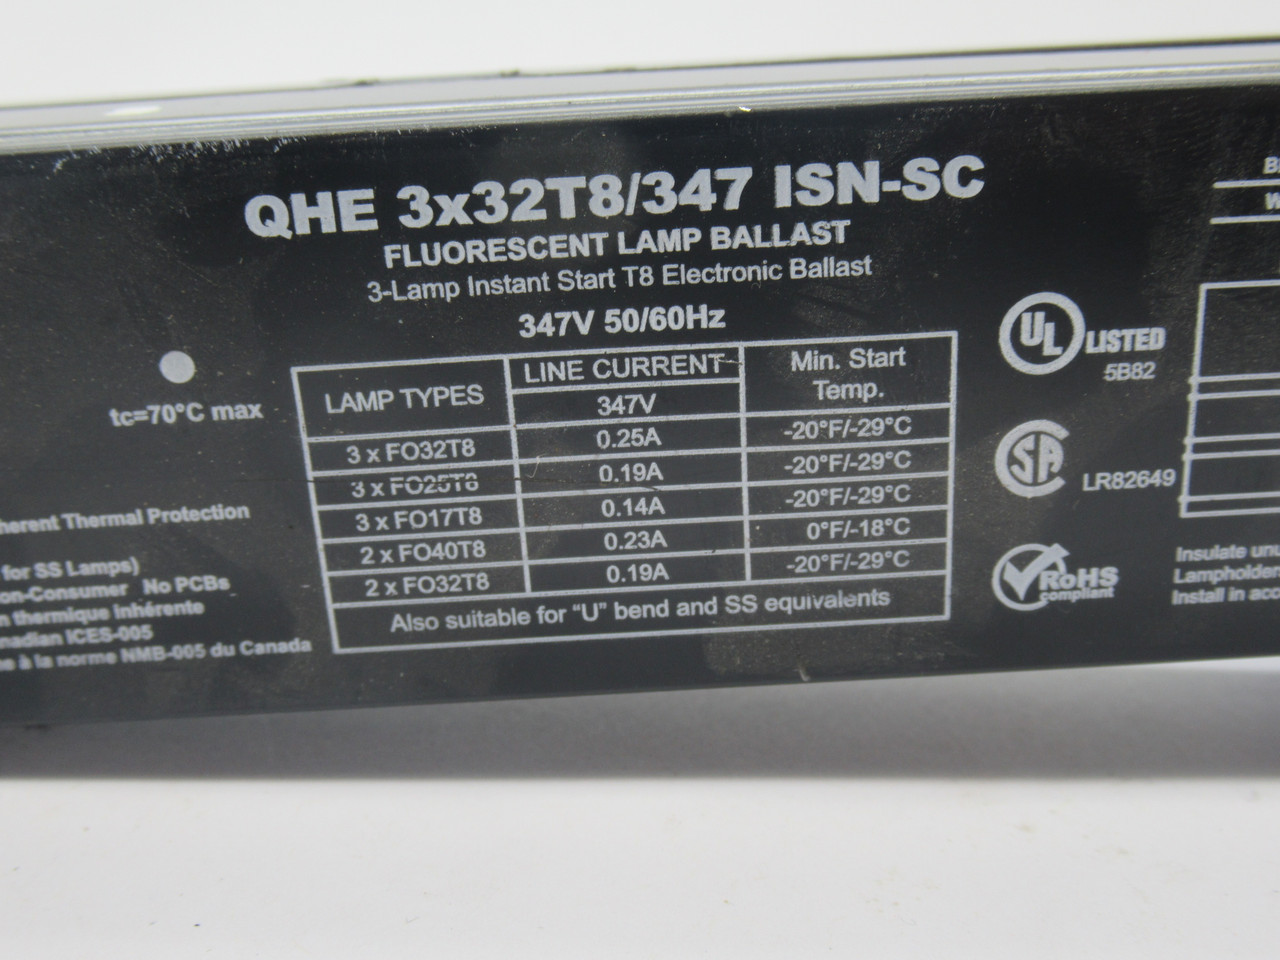 QHE 3x32T8/347 ISN-SC
FLUORESCENT LAMP BALLAST
3-Lamp Instant Start T8 Electronic Ballast
347V 50/60Hz
LAMP TYPES LINE CURRENT Min. Start Temp.
347V
3 x FO32T8 0.25A -20°F/-29°C
3 x FO25T8 0.19A -20°F/-29°C
3 x FO17T8 0.14A -20°F/-29°C
2 x FO40T8 0.23A 0°F/-18°C
2 x FO32T8 0.19A -20°F/-29°C
Also suitable for "U" bend and SS equivalents
tc=70°C max
herent Thermal Protection
for SS Lamps)
on-Consumer No PCBs
n thermique inhérente
nadian ICES-005
e à la norme NMB-005 du Canada
UL LISTED
5B82
SA LR82649
RoHS
compliant
Insulate un
Lampholde
Install in acc